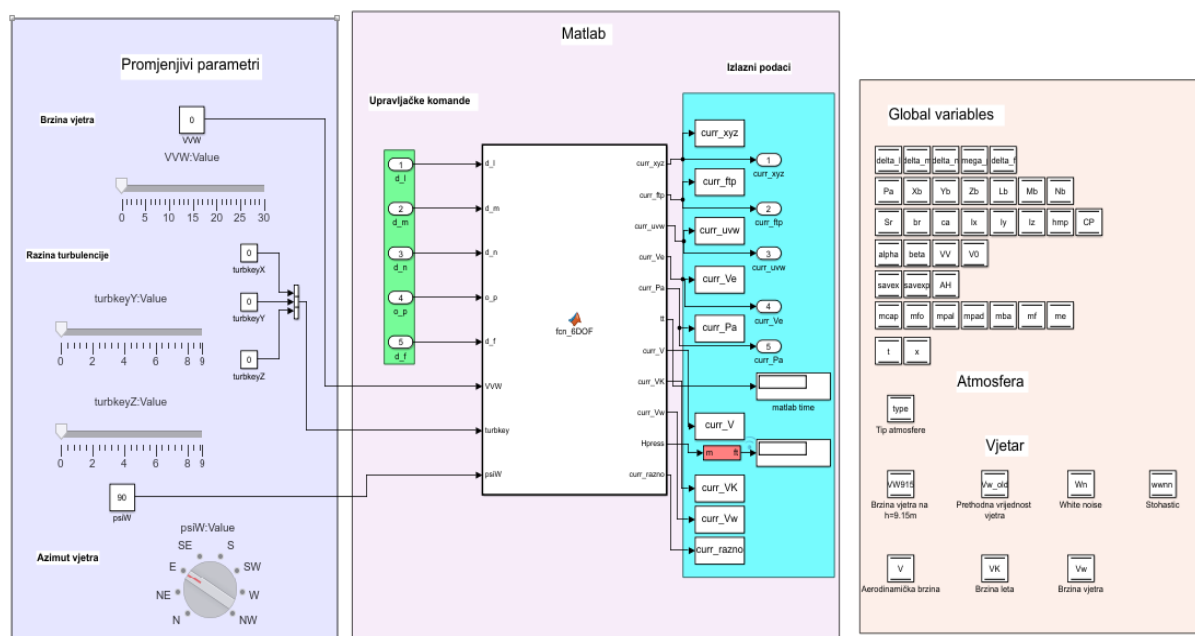 Promjenjivi parametri
Brzina vjetra
0
VVW
VVW:Value
0 5 10 15 20 25 30
Razina turbulencije
0
turbkeyX
turbkeyY:Value
0
turbkeyY
0 2 4 6 8 9
0
turbkeyZ
turbkeyZ:Value
0 2 4 6 8 9
90
psiW
psiW:Value
Azimut vjetra
SE S
E SW
NE W
N NW
Matlab
Upravljačke komande
1
d_l
2
d_m
3
d_n
4
o_p
5
d_f
d_l
d_m
d_n
o_p
d_f
VVW
turbkey
psiW
fcn_6DOF
curr_xyz
curr_ftp
curr_uvw
curr_Ve
curr_Pa
tt
curr_V
curr_VK
curr_Vw
Hpress
curr_razno
Izlazni podaci
curr_xyz
1
curr_xyz
curr_ftp
2
curr_ftp
curr_uvw
3
curr_uvw
curr_Ve
4
curr_Ve
curr_Pa
5
curr_Pa
matlab time
curr_V
m ft
curr_VK
curr_Vw
curr_razno
Global variables
delta_l delta_m delta_n mega_j delta_f
Pa Xb Yb Zb Lb Mb Nb
Sr br ca Ix Iy Iz hmp CP
alpha beta VV V0
savex savexp AH
mcap mfo mpal mpad mba mf me
t x
Atmosfera
type
Tip atmosfere
Vjetar
VW915 Vw_old Wn wwnn
Brzina vjetra na Prethodna vrijednost White noise Stohastic
h=9.15m vjetra
V VK Vw
Aerodinamička brzina Brzina leta Brzina vjetra